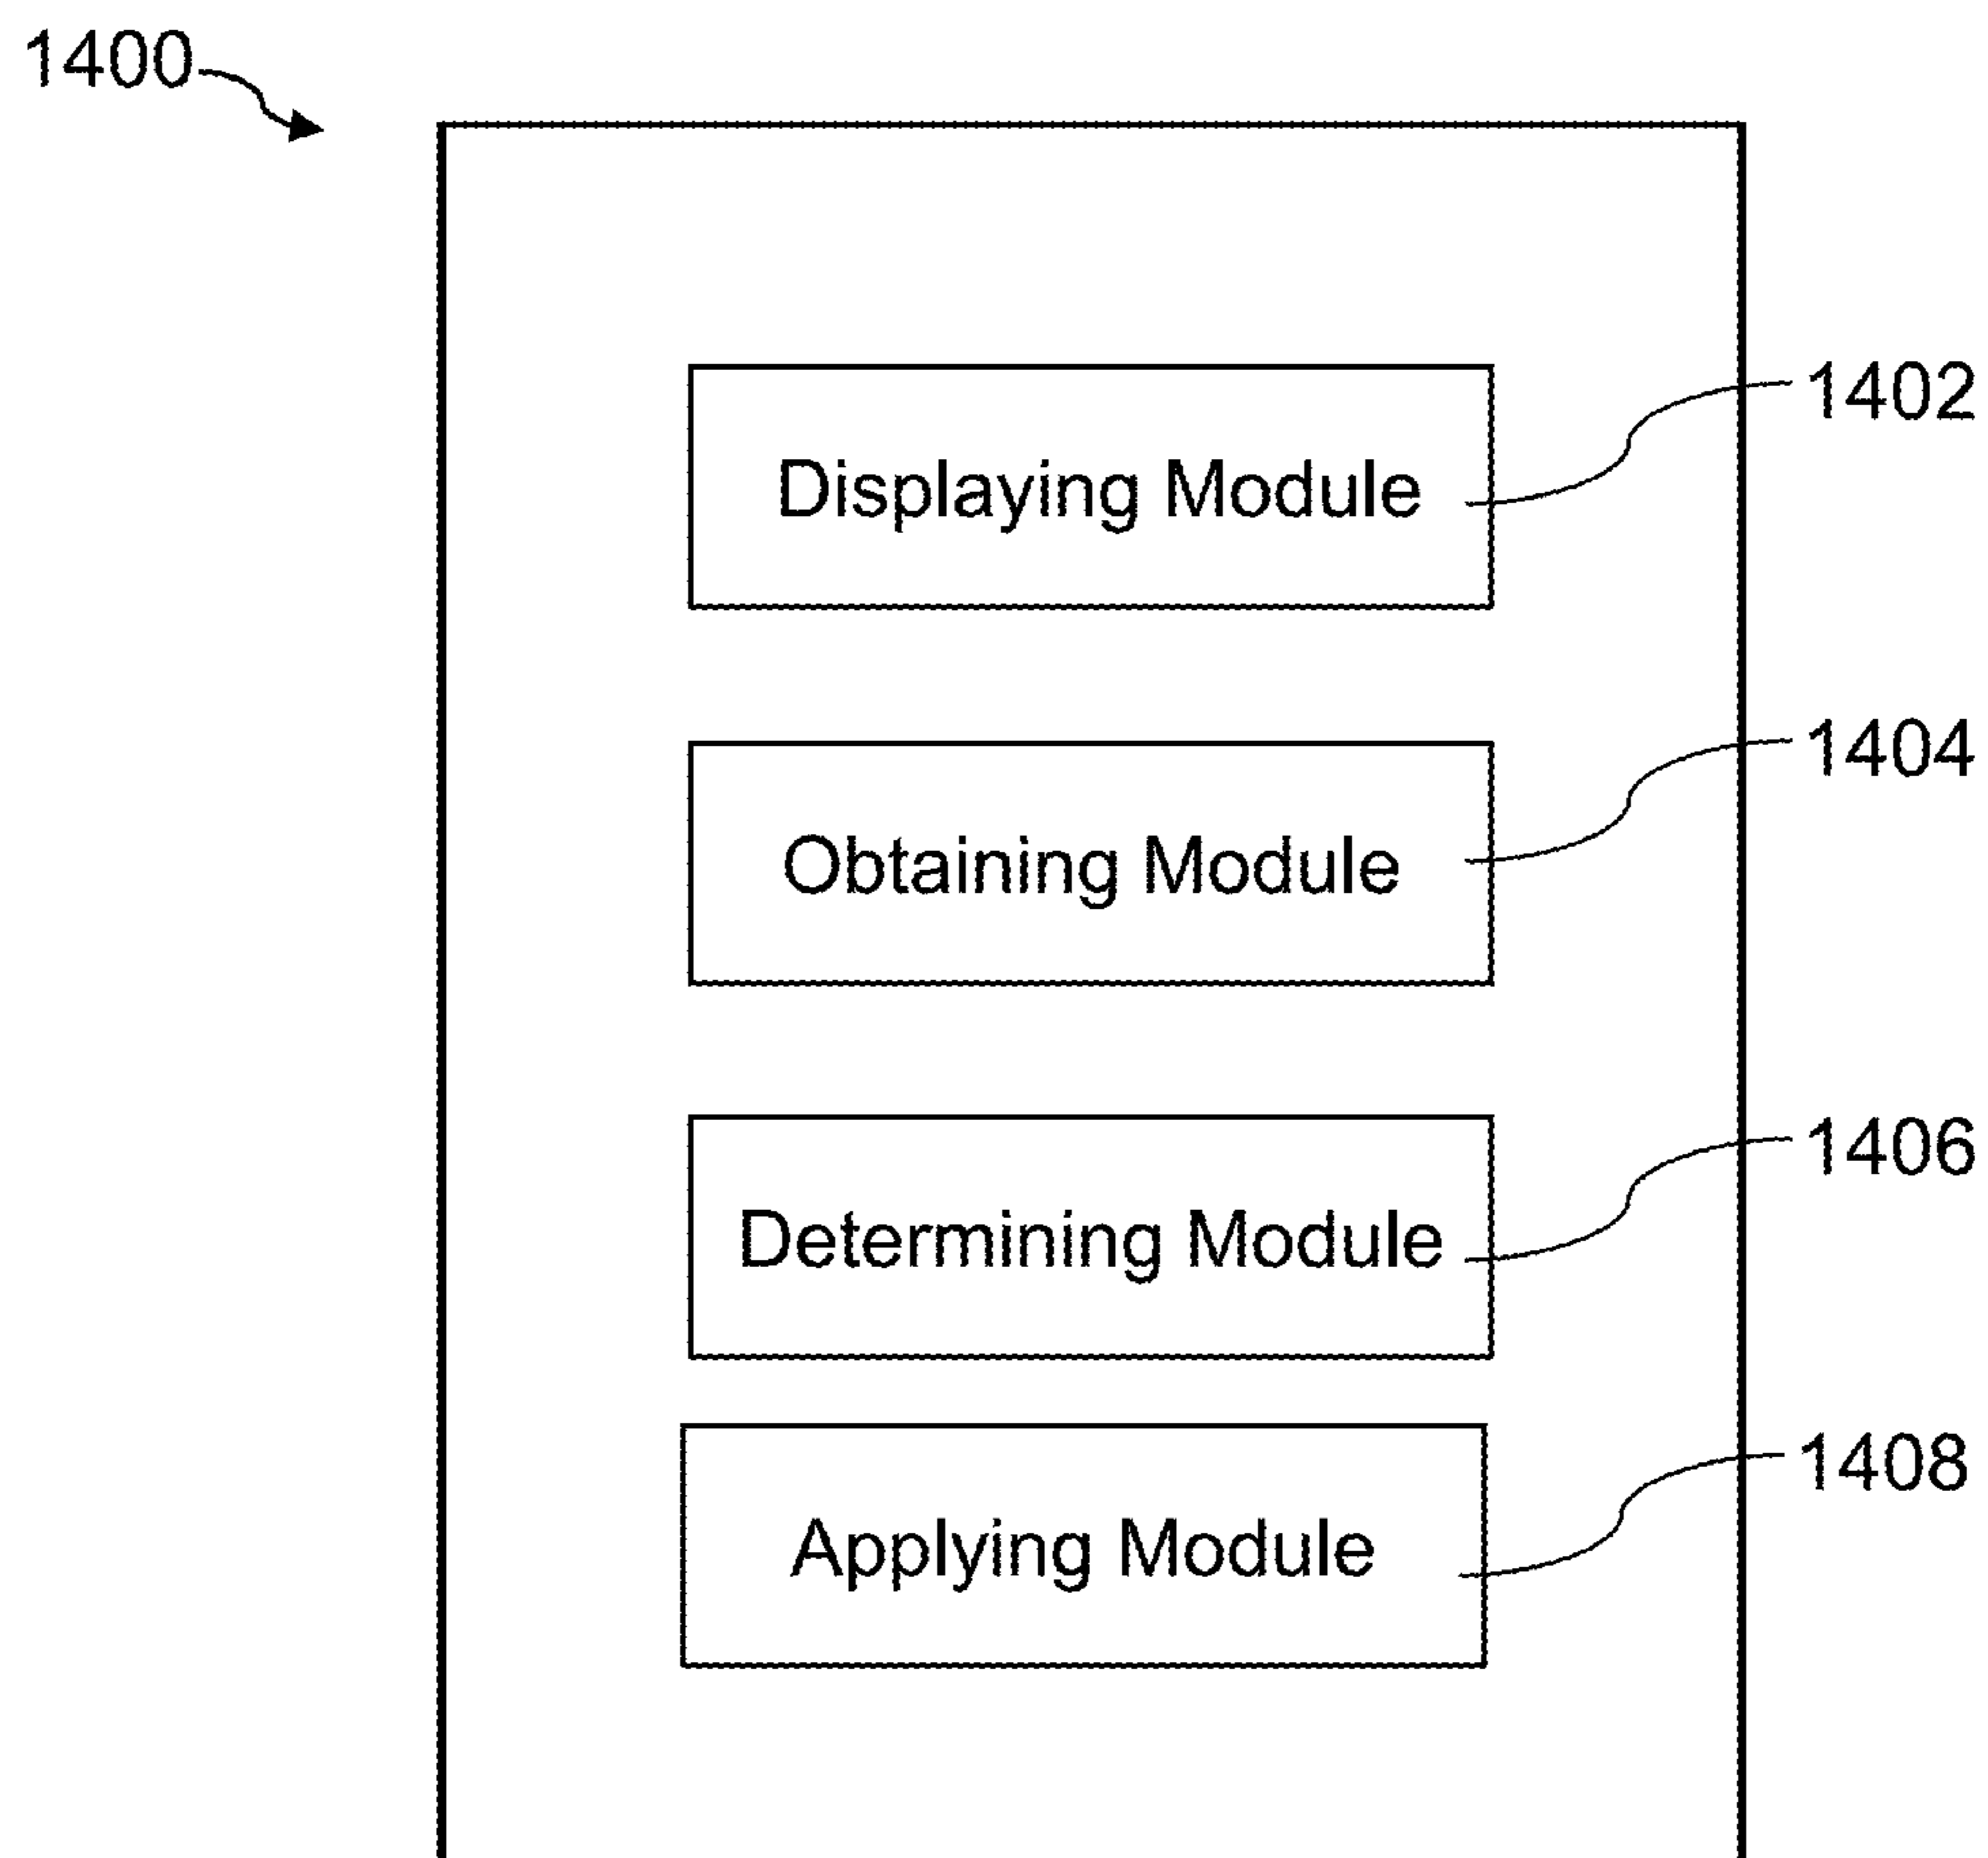 1400
1402
Displaying Module
1404
Obtaining Module
1406
Determining Module
1408
Applying Module